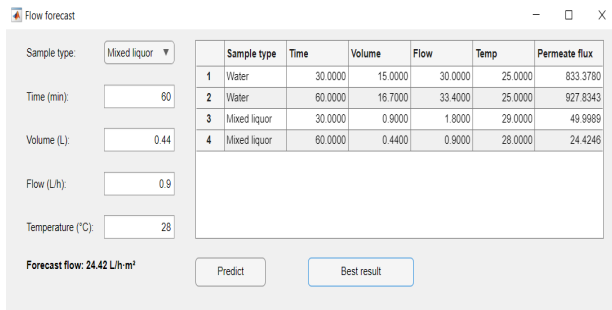 Flow forecast
Sample type: Mixed liquor
Time (min): 60
Volume (L): 0.44
Flow (L/h): 0.9
Temperature (°C): 28
Forecast flow: 24.42 L/h·m²
Sample type Time Volume Flow Temp Permeate flux
1 Water 30.0000 15.0000 30.0000 25.0000 833.3780
2 Water 60.0000 16.7000 33.4000 25.0000 927.8343
3 Mixed liquor 30.0000 0.9000 1.8000 29.0000 49.9989
4 Mixed liquor 60.0000 0.4400 0.9000 28.0000 24.4246
Predict
Best result